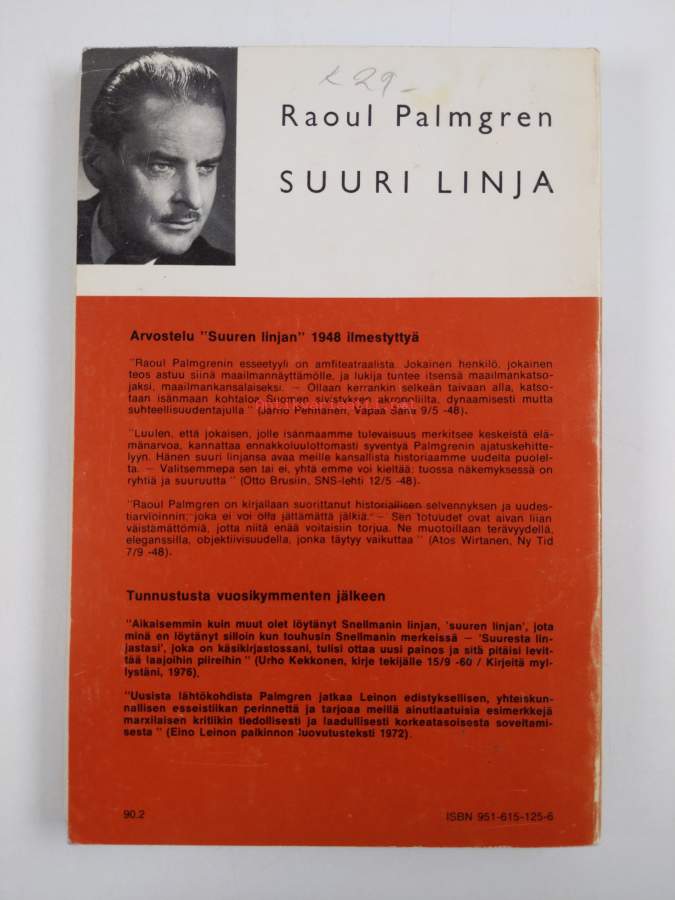 29-
Raoul Palmgren
SUURI LINJA
Arvostelu "Suuren linjan" 1948 ilmestyttyä
"Raoul Palmgrenin esseetyyli on amfiteatraalista. Jokainen henkilö, jokainen
teos astuu siinä maailmannäyttämölle, ja lukija tuntee itsensä maailmankatso-
jaksi, maailmankansalaiseksi. — Ollaan kerrankin selkeän taivaan alla, katso-
taan isänmaan kohtaloa Suomen sivistyksen akropoliilta, dynaamisesti mutta
suhteellisuudentajulla" (Jarno Pennanen, Vapaa Sana 9/5 -48).
"Luulen, että jokaisen, jolle isänmaamme tulevaisuus merkitsee keskeistä elä-
mänarvoa, kannattaa ennakkoluulottomasti syventyä Palmgrenin ajatuskehitte-
lyyn. Hänen suuri linjansa avaa meille kansallista historiaamme uudelta puolel-
ta. — Valitsemmepa sen tai ei, yhtä emme voi kieltää: tuossa näkemyksessä on
ryhtiä ja suuruutta" (Otto Brusiin, SNS-lehti 12/5 -48).
"Raoul Palmgren on kirjallaan suorittanut historiallisen selvennyksen ja uudes-
tiarvioinnin, joka ei voi olla jättämättä jälkiä. — Sen totuudet ovat aivan liian
väistämättömiä, jotta niitä enää voitaisiin torjua. Ne muotoillaan terävyydellä,
eleganssilla, objektiivisuudella, jonka täytyy vaikuttaa" (Atos Wirtanen, Ny Tid
7/9 -48).
Tunnustusta vuosikymmenten jälkeen
"Aikaisemmin kuin muut olet löytänyt Snellmanin linjan, 'suuren linjan', jota
minä en löytänyt silloin kun touhusin Snellmanin merkeissä — 'Suuresta lin-
jastasi', joka on käsikirjastossani, tulisi ottaa uusi painos ja sitä pitäisi levit-
tää laajoihin piireihin" (Urho Kekkonen, kirje tekijälle 15/9 -60 / Kirjeitä myl-
lystäni, 1976).
"Uusista lähtökohdista Palmgren jatkaa Leinon edistyksellisen, yhteiskun-
nallisen esseistiikan perinnettä ja tarjoaa meillä ainutlaatuisia esimerkkejä
marxilaisen kritiikin tiedollisesti ja laadullisesti korkeatasoisesta soveltami-
sesta" (Eino Leinon palkinnon luovutusteksti 1972).
90.2
ISBN 951-615-125-6